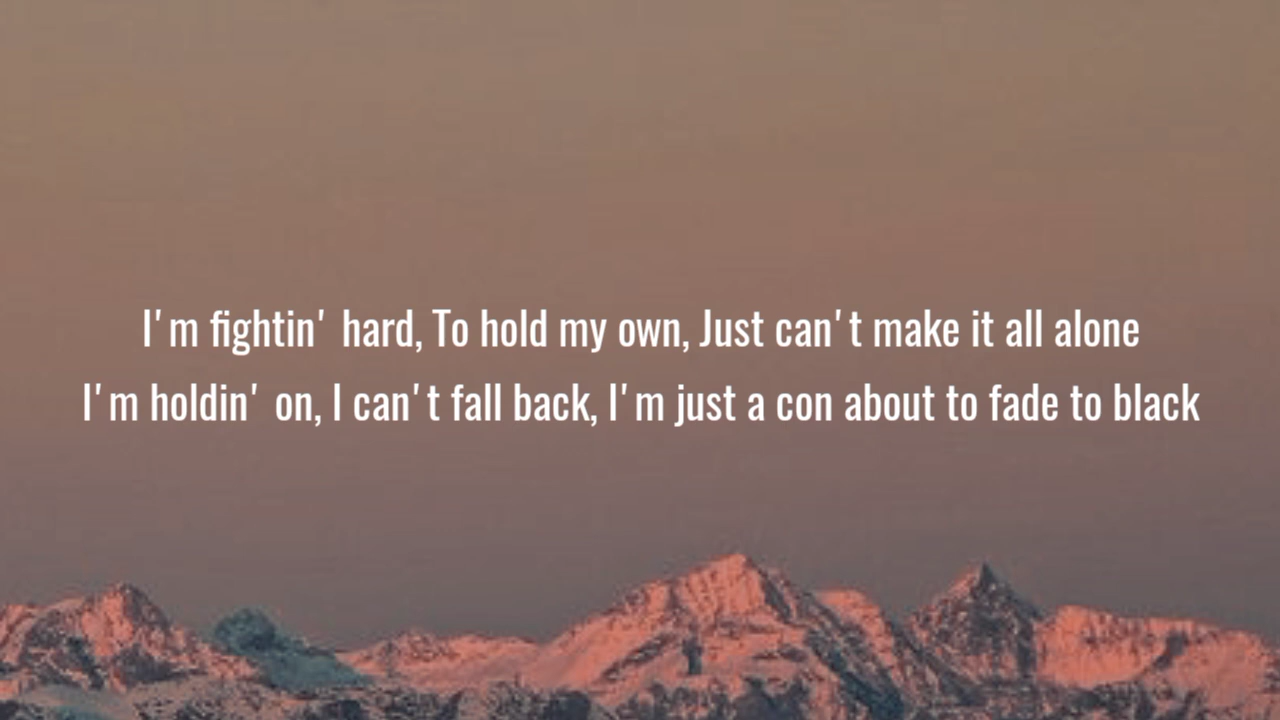 I'm fightin' hard, To hold my own, Just can't make it all alone
I'm holdin' on, I can't fall back, I'm just a con about to fade to black